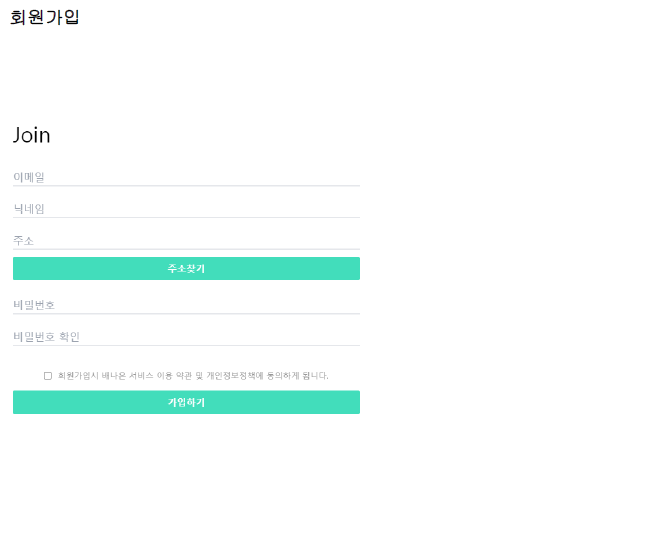 회원가입
Join
이메일
닉네임
주소
주소찾기
비밀번호
비밀번호 확인
회원가입시 배나온 서비스 이용 약관 및 개인정보정책에 동의하게 됩니다.
가입하기